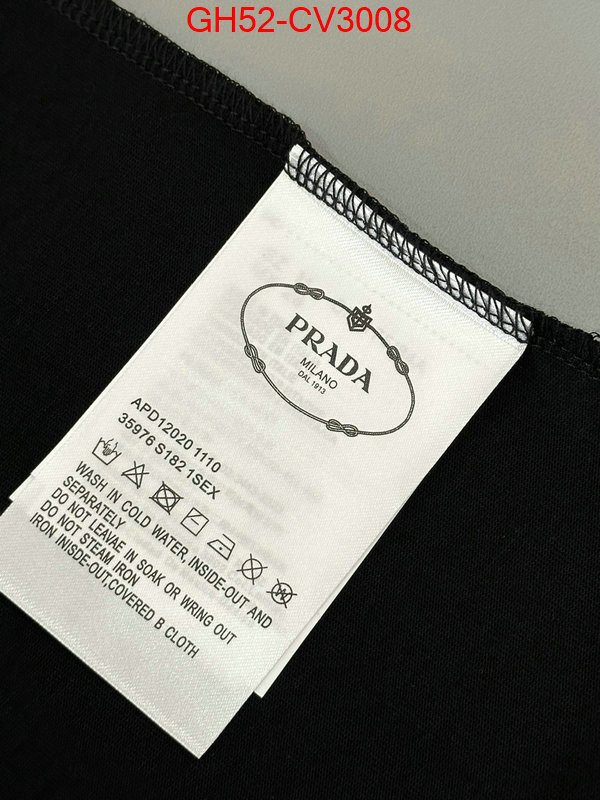 GH52-CV3008
PRADA
MILANO
DAL 1913
APD12020 1110
35976 S182 1SEX
WASH IN COLD WATER, INSIDE-OUT AND
SEPARATELY
DO NOT LEAVAE IN SOAK OR WRING OUT
DO NOT STEAM IRON
IRON INISDE-OUT,COVERED B CLOTH